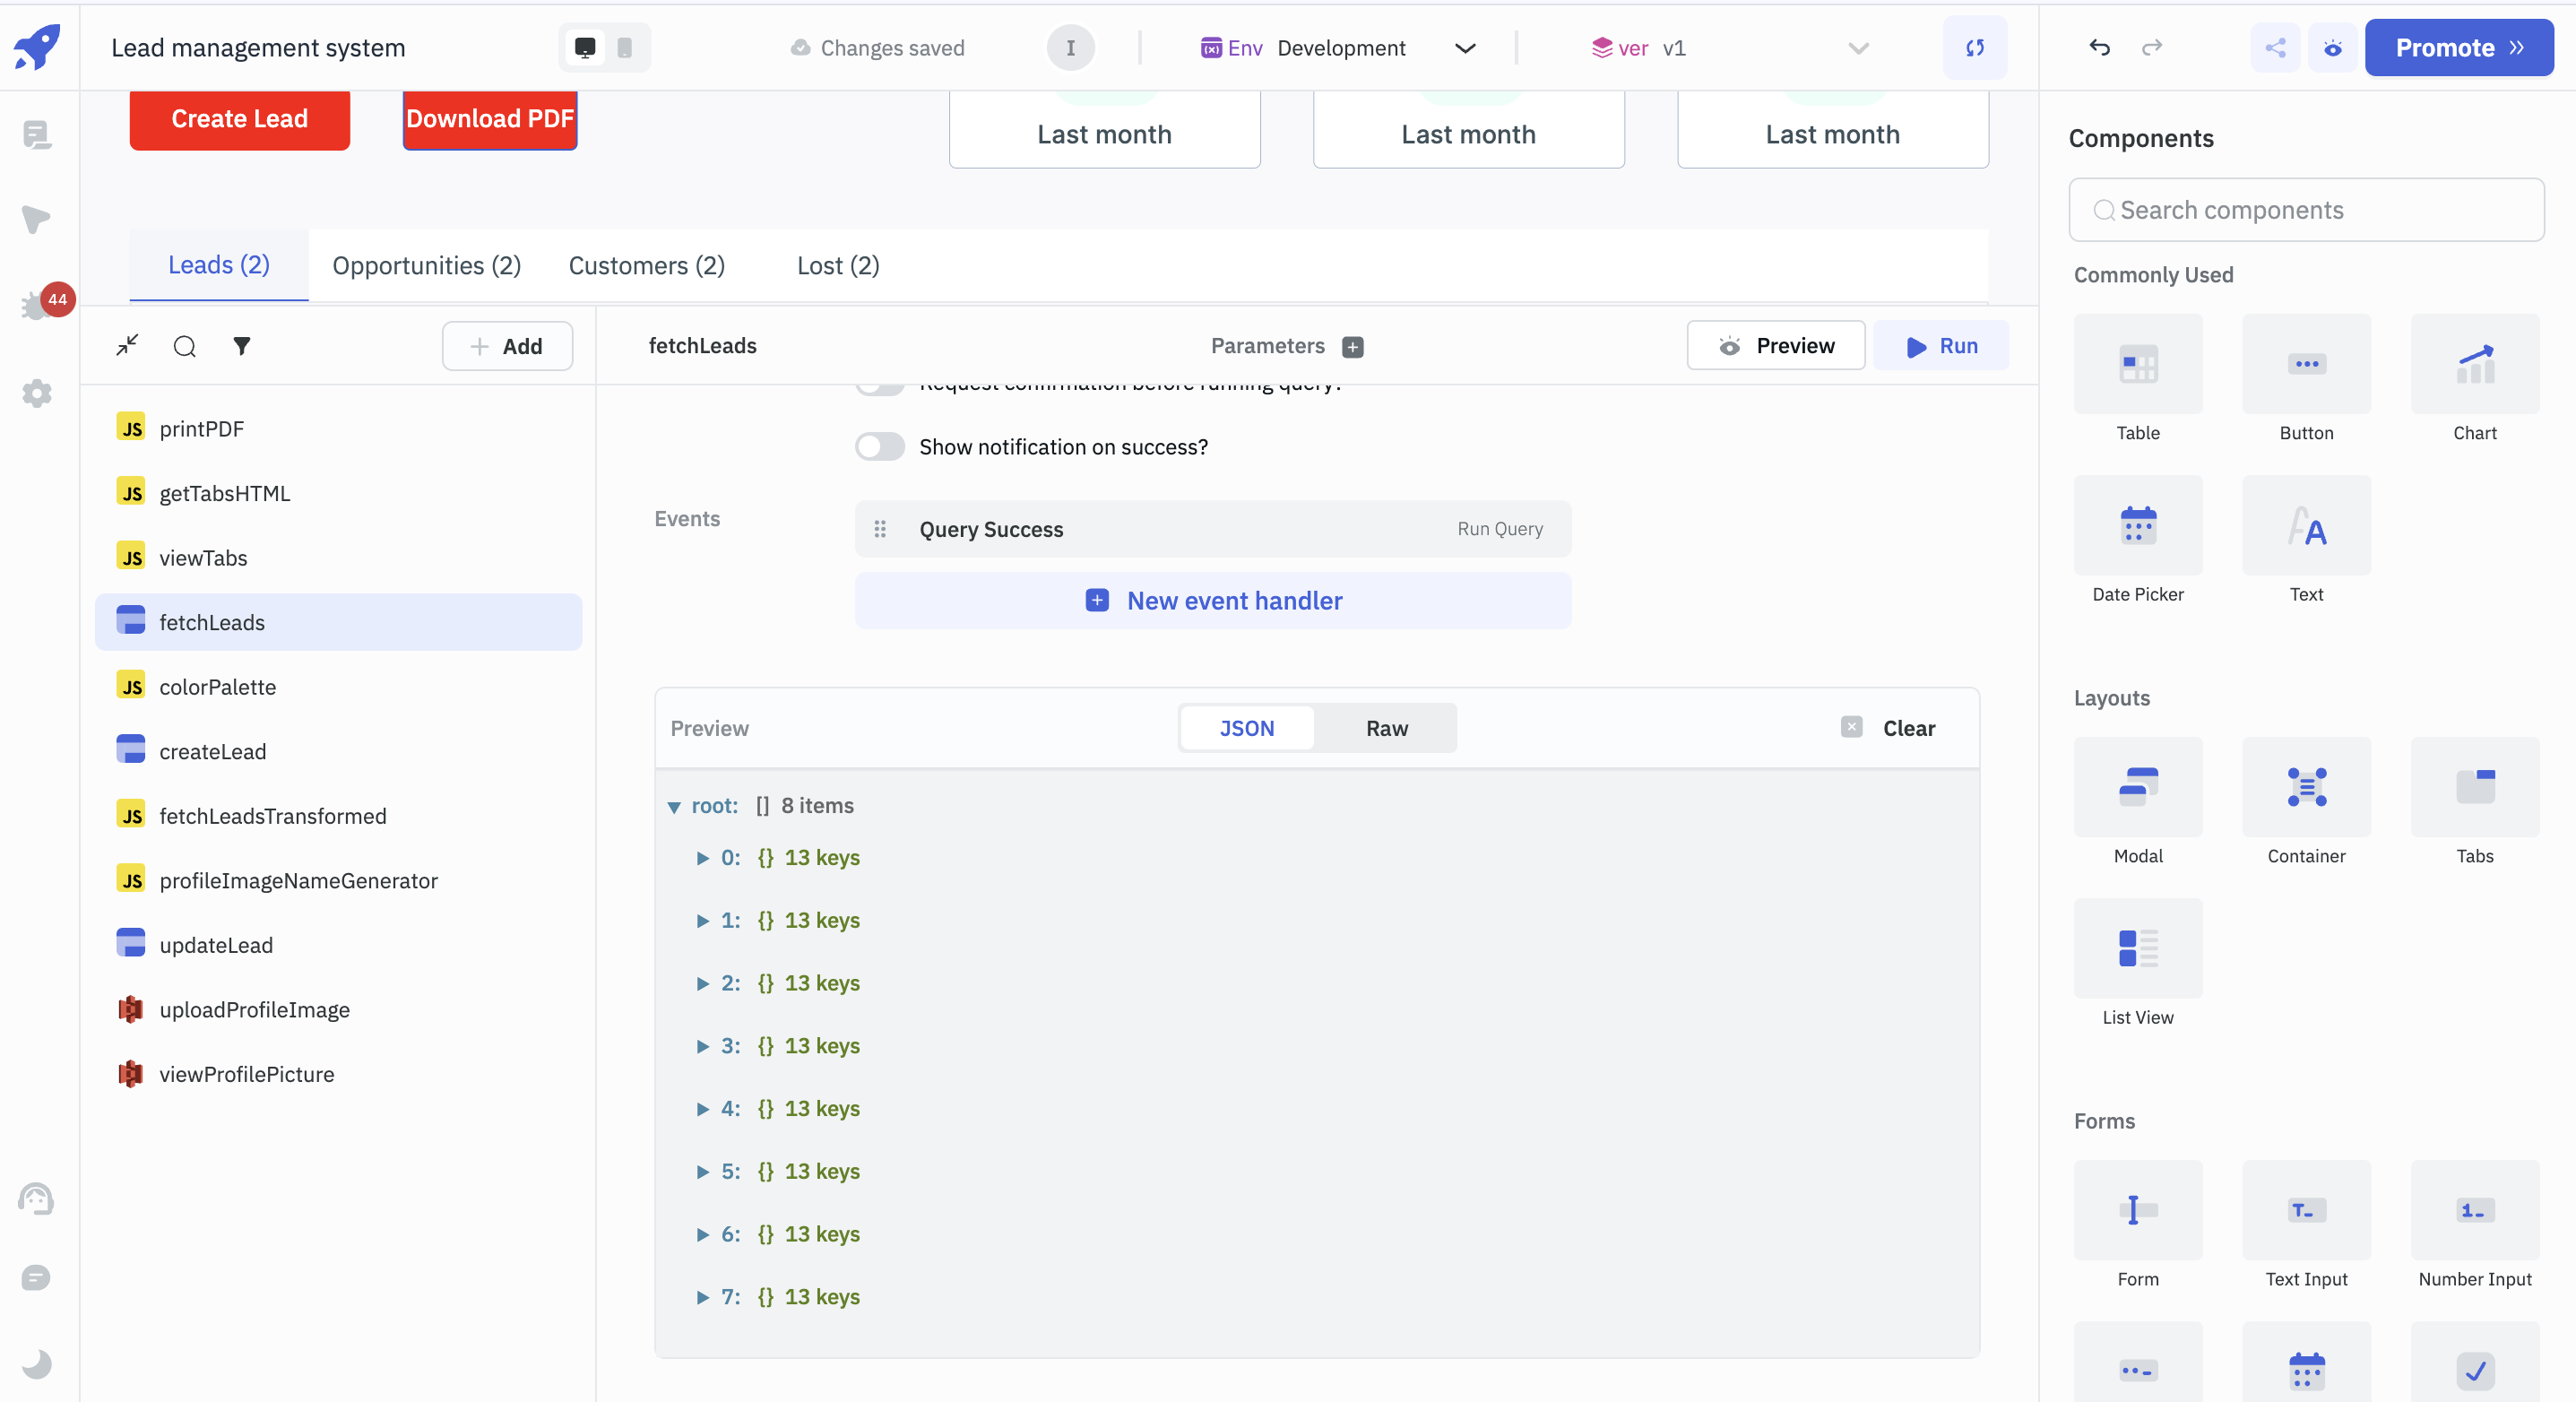 Lead management system
Changes saved
I
Env Development
ver v1
Promote
Create Lead
Download PDF
Last month
Last month
Last month
Components
Search components
Commonly Used
Table
Button
Chart
Date Picker
Text
Layouts
Modal
Container
Tabs
List View
Forms
Form
Text Input
Number Input
Leads (2)
Opportunities (2)
Customers (2)
Lost (2)
44
Add
JS printPDF
JS getTabsHTML
JS viewTabs
fetchLeads
JS colorPalette
createLead
JS fetchLeadsTransformed
JS profileImageNameGenerator
updateLead
uploadProfileImage
viewProfilePicture
fetchLeads
Parameters
Preview
Run
Request confirmation before running query?
Show notification on success?
Events
Query Success
Run Query
New event handler
Preview
JSON
Raw
Clear
root: [] 8 items
0: {} 13 keys
1: {} 13 keys
2: {} 13 keys
3: {} 13 keys
4: {} 13 keys
5: {} 13 keys
6: {} 13 keys
7: {} 13 keys